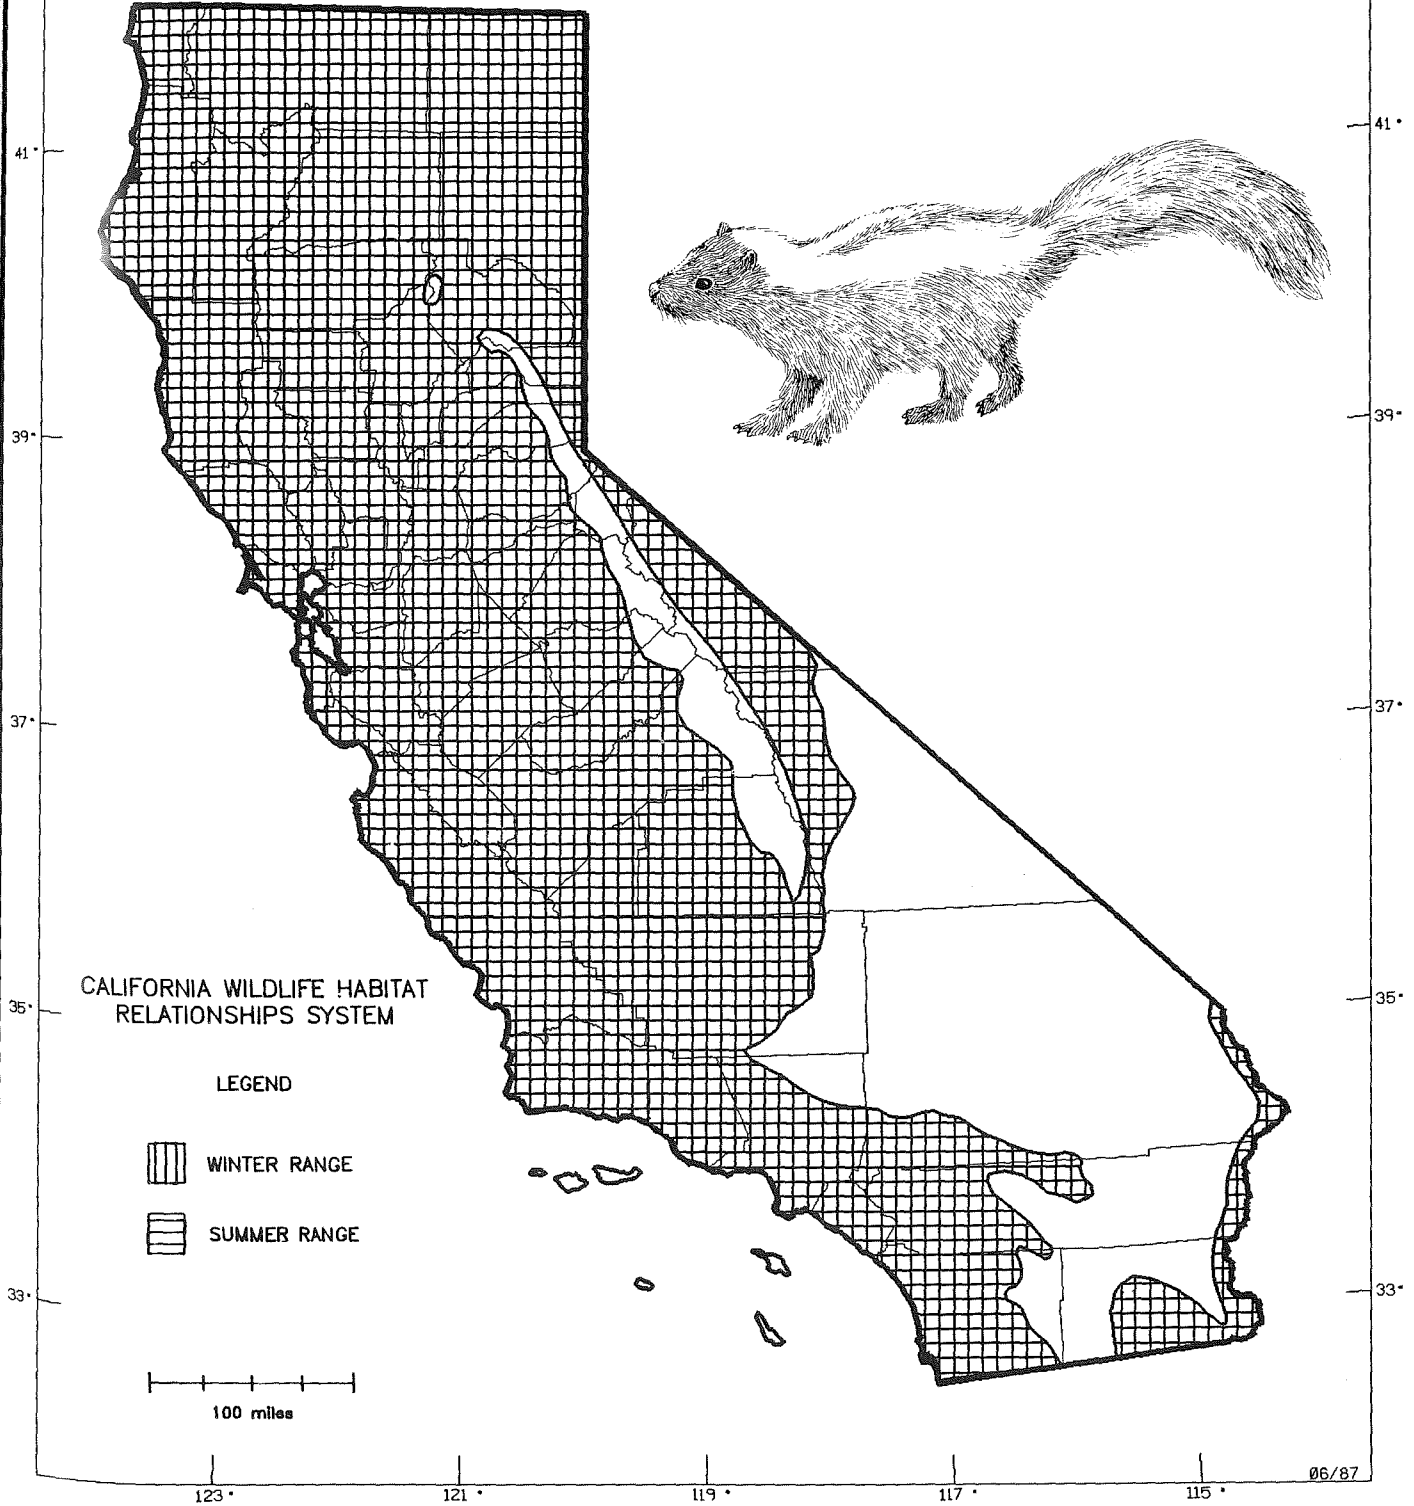 41°
41°
39°
39°
37°
37°
CALIFORNIA WILDLIFE HABITAT
RELATIONSHIPS SYSTEM
35°
35°
LEGEND
WINTER RANGE
SUMMER RANGE
33°
33°
100 miles
06/87
123°
121°
119°
117°
115°